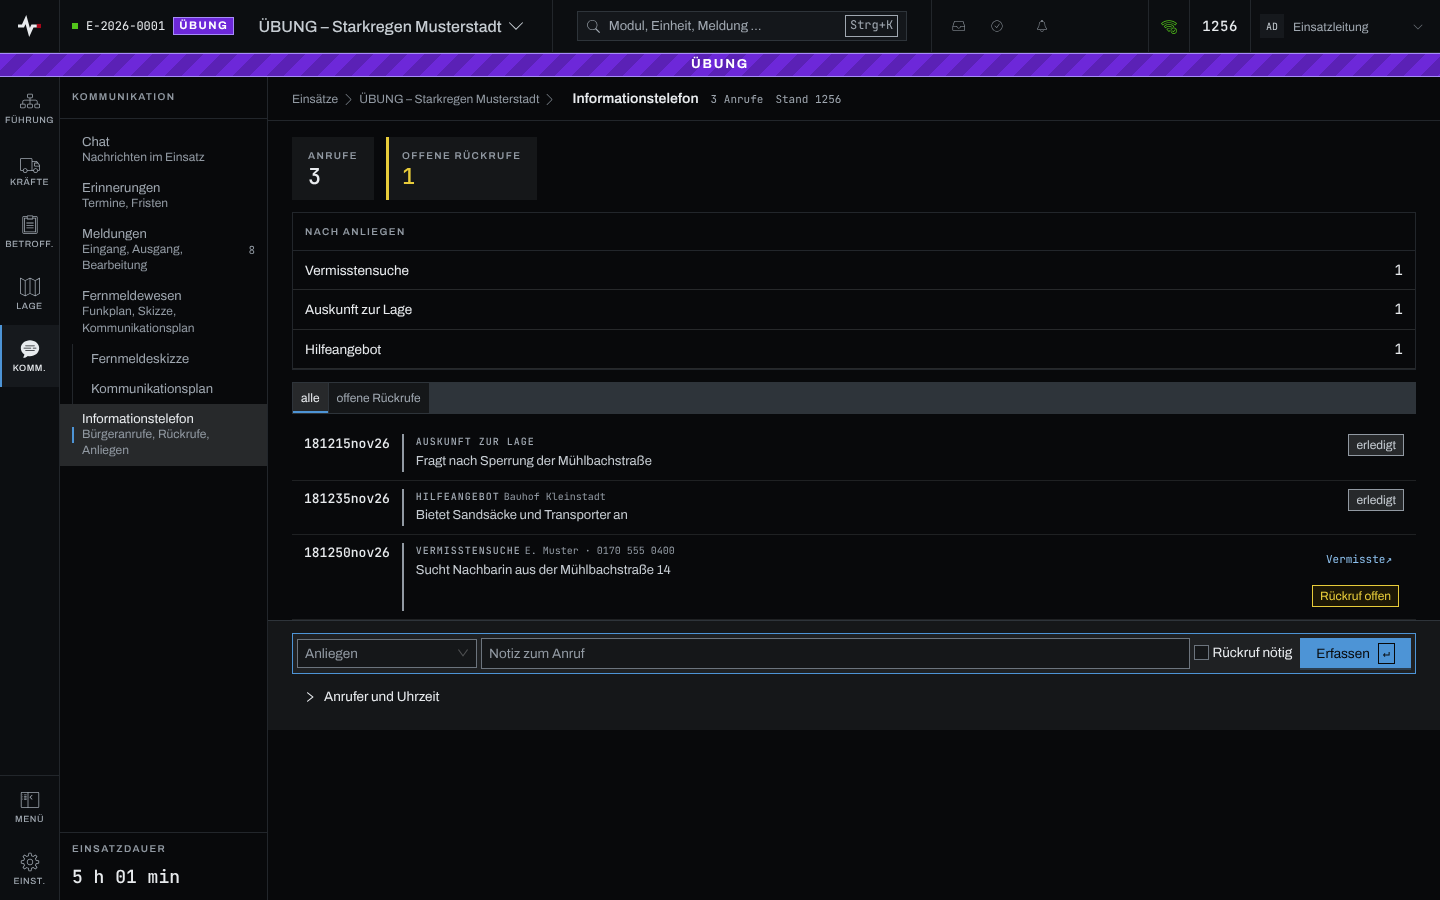 E-2026-0001 ÜBUNG ÜBUNG – Starkregen Musterstadt
Modul, Einheit, Meldung ... Strg+K
1256
AD Einsatzleitung
ÜBUNG
FÜHRUNG
KRÄFTE
BETROFF.
LAGE
KOMM.
MENÜ
EINST.
KOMMUNIKATION
Chat
Nachrichten im Einsatz
Erinnerungen
Termine, Fristen
Meldungen
Eingang, Ausgang,
Bearbeitung
8
Fernmeldewesen
Funkplan, Skizze,
Kommunikationsplan
Fernmeldeskizze
Kommunikationsplan
Informationstelefon
Bürgeranrufe, Rückrufe,
Anliegen
EINSATZDAUER
5 h 01 min
Einsätze ÜBUNG – Starkregen Musterstadt Informationstelefon 3 Anrufe Stand 1256
ANRUFE
3
OFFENE RÜCKRUFE
1
NACH ANLIEGEN
Vermisstensuche 1
Auskunft zur Lage 1
Hilfeangebot 1
alle offene Rückrufe
181215nov26 AUSKUNFT ZUR LAGE
Fragt nach Sperrung der Mühlbachstraße
erledigt
181235nov26 HILFEANGEBOT Bauhof Kleinstadt
Bietet Sandsäcke und Transporter an
erledigt
181250nov26 VERMISSTENSUCHE E. Muster · 0170 555 0400
Sucht Nachbarin aus der Mühlbachstraße 14
Vermisste↗
Rückruf offen
Anliegen Notiz zum Anruf Rückruf nötig Erfassen ↵
Anrufer und Uhrzeit